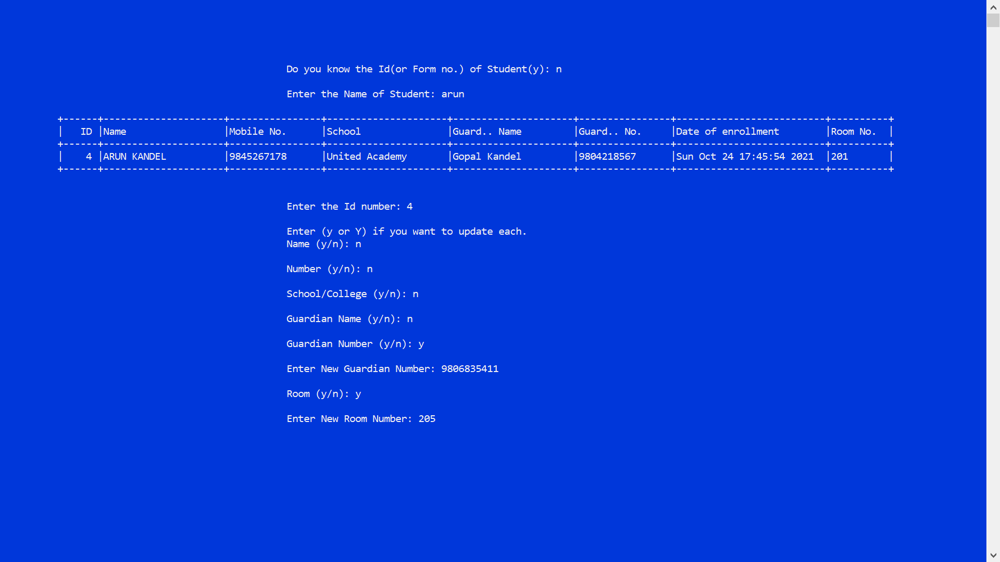 Do you know the Id(or Form no.) of Student(y): n
Enter the Name of Student: arun
+------+---------------------+----------------+---------------------+---------------------+----------------+--------------------------+----------+
|   ID |Name                 |Mobile No.      |School               |Guard.. Name         |Guard.. No.     |Date of enrollment        |Room No.  |
+------+---------------------+----------------+---------------------+---------------------+----------------+--------------------------+----------+
|    4 |ARUN KANDEL          |9845267178      |United Academy       |Gopal Kandel         |9804218567      |Sun Oct 24 17:45:54 2021  |201       |
+------+---------------------+----------------+---------------------+---------------------+----------------+--------------------------+----------+
Enter the Id number: 4
Enter (y or Y) if you want to update each.
Name (y/n): n
Number (y/n): n
School/College (y/n): n
Guardian Name (y/n): n
Guardian Number (y/n): y
Enter New Guardian Number: 9806835411
Room (y/n): y
Enter New Room Number: 205